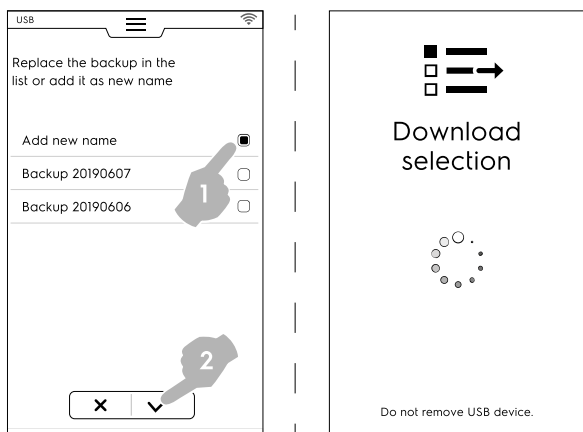 USB
Replace the backup in the
list or add it as new name
Add new name
Backup 20190607
Backup 20190606
1
2
Download
selection
Do not remove USB device.